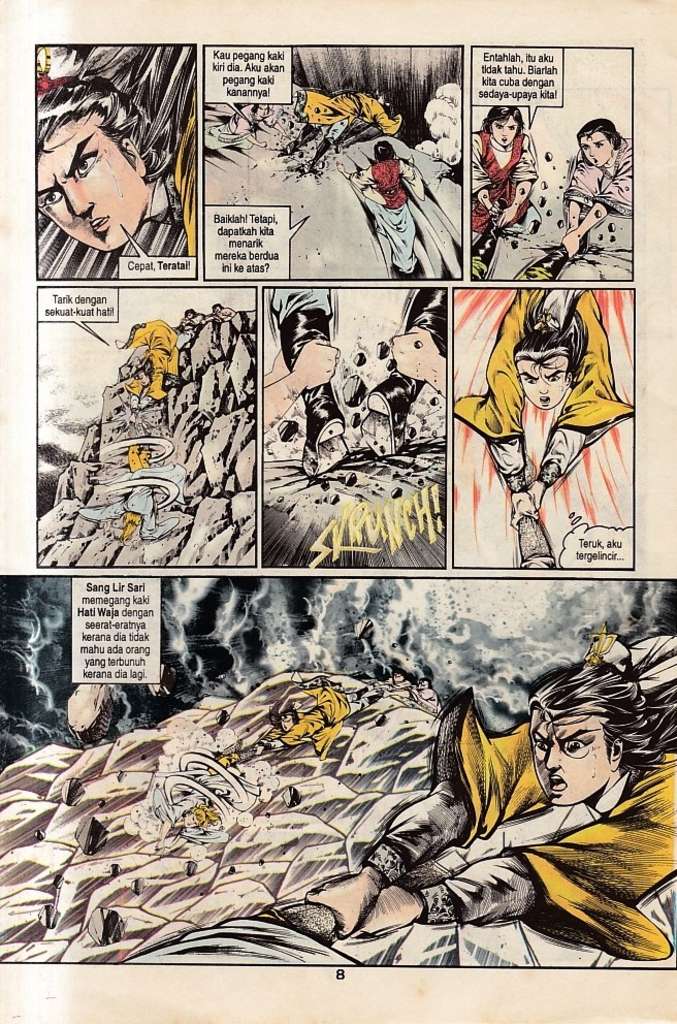 Cepat, Teratai!
Kau pegang kaki
kiri dia. Aku akan
pegang kaki
kanannya!
Baiklah! Tetapi,
dapatkah kita
menarik
mereka berdua
ini ke atas?
Entahlah, itu aku
tidak tahu. Biarlah
kita cuba dengan
sedaya-upaya kita!
Tarik dengan
sekuat-kuat hati!
Teruk, aku
tergelincir...
Sang Lir Sari
memegang kaki
Hati Waja dengan
seerat-eratnya
kerana dia tidak
mahu ada orang
yang terbunuh
kerana dia lagi.
8